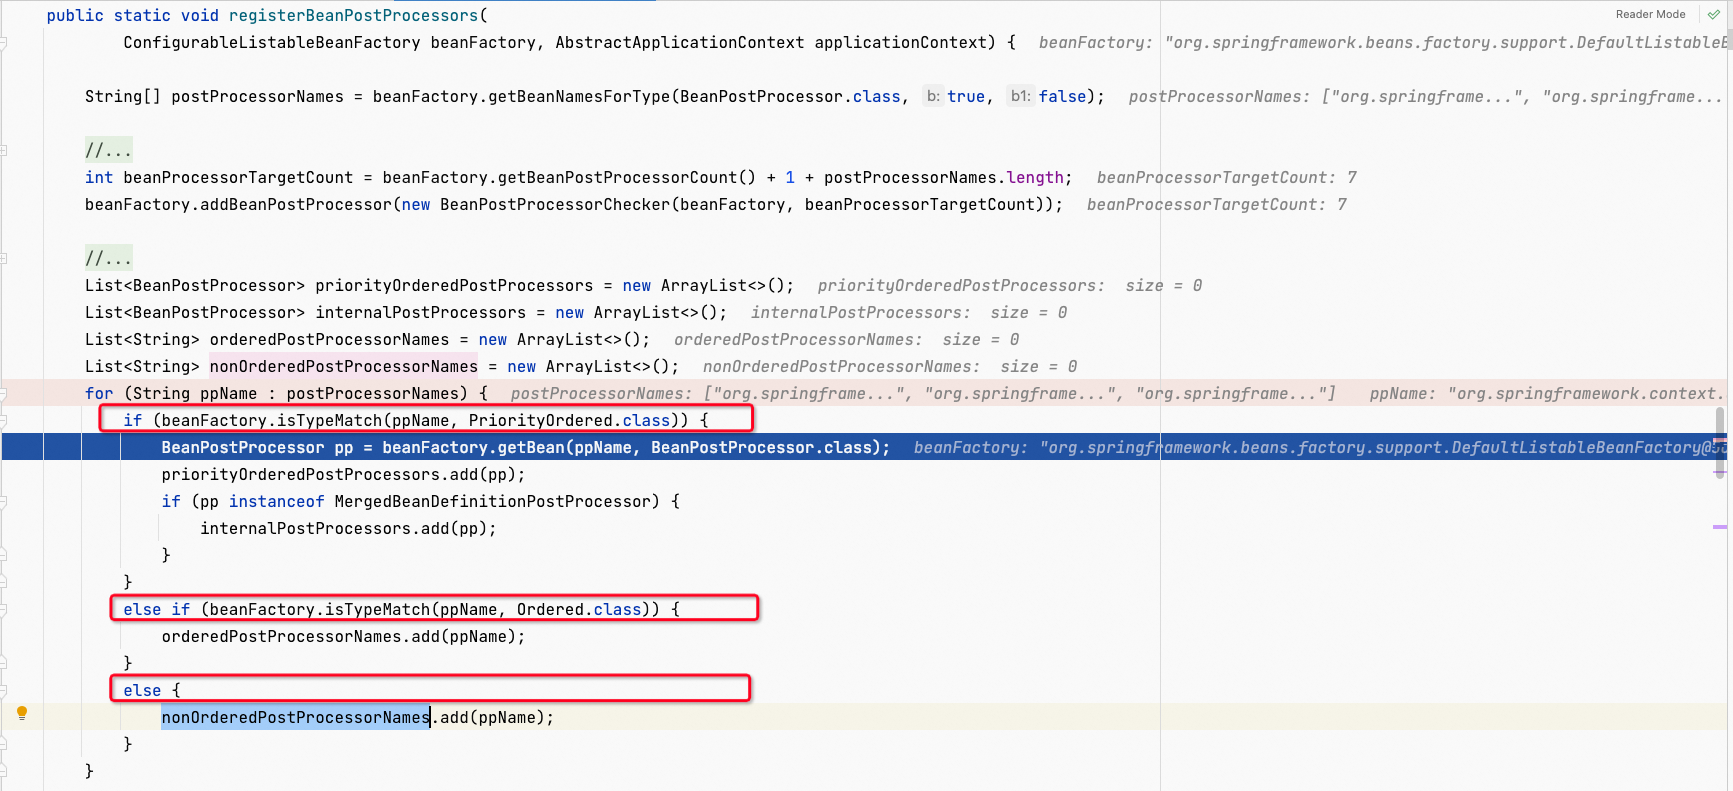 public static void registerBeanPostProcessors(
Reader Mode
ConfigurableListableBeanFactory beanFactory, AbstractApplicationContext applicationContext) { beanFactory: "org.springframework.beans.factory.support.DefaultListableB
String[] postProcessorNames = beanFactory.getBeanNamesForType(BeanPostProcessor.class, b: true, b1: false); postProcessorNames: ["org.springframe...", "org.springframe...
//...
int beanProcessorTargetCount = beanFactory.getBeanPostProcessorCount() + 1 + postProcessorNames.length; beanProcessorTargetCount: 7
beanFactory.addBeanPostProcessor(new BeanPostProcessorChecker(beanFactory, beanProcessorTargetCount)); beanProcessorTargetCount: 7
//...
List<BeanPostProcessor> priorityOrderedPostProcessors = new ArrayList<>(); priorityOrderedPostProcessors: size = 0
List<BeanPostProcessor> internalPostProcessors = new ArrayList<>(); internalPostProcessors: size = 0
List<String> orderedPostProcessorNames = new ArrayList<>(); orderedPostProcessorNames: size = 0
List<String> nonOrderedPostProcessorNames = new ArrayList<>(); nonOrderedPostProcessorNames: size = 0
for (String ppName : postProcessorNames) { postProcessorNames: ["org.springframe...", "org.springframe...", "org.springframe..."] ppName: "org.springframework.context.
if (beanFactory.isTypeMatch(ppName, PriorityOrdered.class)) {
BeanPostProcessor pp = beanFactory.getBean(ppName, BeanPostProcessor.class); beanFactory: "org.springframework.beans.factory.support.DefaultListableBeanFactory@
priorityOrderedPostProcessors.add(pp);
if (pp instanceof MergedBeanDefinitionPostProcessor) {
internalPostProcessors.add(pp);
}
}
else if (beanFactory.isTypeMatch(ppName, Ordered.class)) {
orderedPostProcessorNames.add(ppName);
}
else {
nonOrderedPostProcessorNames.add(ppName);
}
}